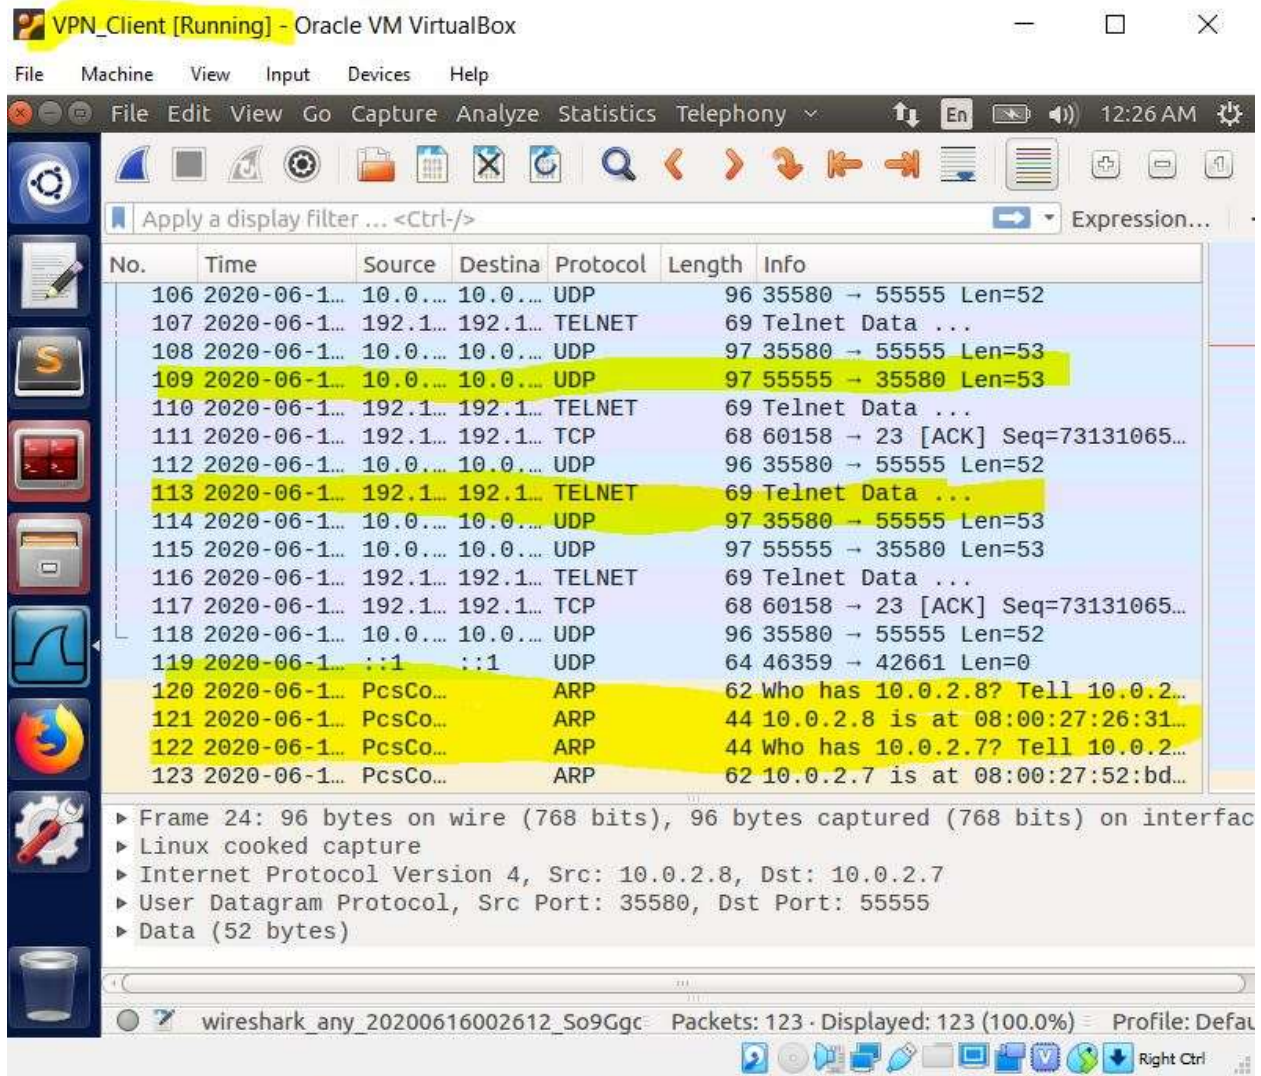 VPN_Client [Running] - Oracle VM VirtualBox
File Machine View Input Devices Help
File Edit View Go Capture Analyze Statistics Telephony En 12:26 AM
Apply a display filter ... <Ctrl-/> Expression...
No. Time Source Destina Protocol Length Info
106 2020-06-1... 10.0.... 10.0.... UDP 96 35580 → 55555 Len=52
107 2020-06-1... 192.1... 192.1... TELNET 69 Telnet Data ...
108 2020-06-1... 10.0.... 10.0.... UDP 97 35580 → 55555 Len=53
109 2020-06-1... 10.0.... 10.0.... UDP 97 55555 → 35580 Len=53
110 2020-06-1... 192.1... 192.1... TELNET 69 Telnet Data ...
111 2020-06-1... 192.1... 192.1... TCP 68 60158 → 23 [ACK] Seq=73131065...
112 2020-06-1... 10.0.... 10.0.... UDP 96 35580 → 55555 Len=52
113 2020-06-1... 192.1... 192.1... TELNET 69 Telnet Data ...
114 2020-06-1... 10.0.... 10.0.... UDP 97 35580 → 55555 Len=53
115 2020-06-1... 10.0.... 10.0.... UDP 97 55555 → 35580 Len=53
116 2020-06-1... 192.1... 192.1... TELNET 69 Telnet Data ...
117 2020-06-1... 192.1... 192.1... TCP 68 60158 → 23 [ACK] Seq=73131065...
118 2020-06-1... 10.0.... 10.0.... UDP 96 35580 → 55555 Len=52
119 2020-06-1... ::1 ::1 UDP 64 46359 → 42661 Len=0
120 2020-06-1... PcsCo... ARP 62 Who has 10.0.2.8? Tell 10.0.2...
121 2020-06-1... PcsCo... ARP 44 10.0.2.8 is at 08:00:27:26:31...
122 2020-06-1... PcsCo... ARP 44 Who has 10.0.2.7? Tell 10.0.2...
123 2020-06-1... PcsCo... ARP 62 10.0.2.7 is at 08:00:27:52:bd...
Frame 24: 96 bytes on wire (768 bits), 96 bytes captured (768 bits) on interfac
Linux cooked capture
Internet Protocol Version 4, Src: 10.0.2.8, Dst: 10.0.2.7
User Datagram Protocol, Src Port: 35580, Dst Port: 55555
Data (52 bytes)
wireshark_any_20200616002612_So9Ggc Packets: 123 · Displayed: 123 (100.0%) Profile: Defau
Right Ctrl